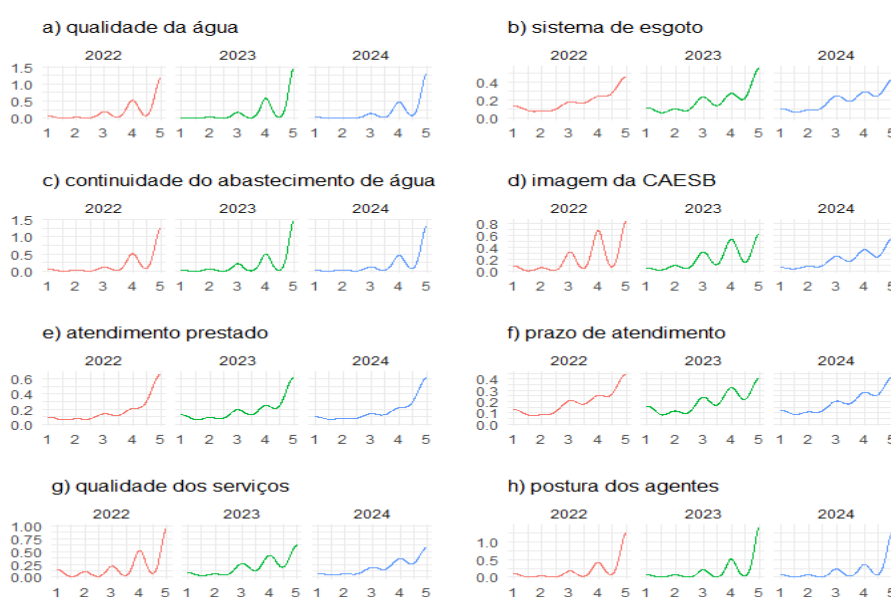 a) qualidade da água
b) sistema de esgoto
2022 2023 2024
2022 2023 2024
1.5
1.0
0.5
0.0
0.4
0.2
0.0
1 2 3 4 5 1 2 3 4 5 1 2 3 4 5
1 2 3 4 5 1 2 3 4 5 1 2 3 4 5
c) continuidade do abastecimento de água
d) imagem da CAESB
2022 2023 2024
2022 2023 2024
1.5
1.0
0.5
0.0
0.8
0.6
0.4
0.2
0.0
1 2 3 4 5 1 2 3 4 5 1 2 3 4 5
1 2 3 4 5 1 2 3 4 5 1 2 3 4 5
e) atendimento prestado
f) prazo de atendimento
2022 2023 2024
2022 2023 2024
0.6
0.4
0.2
0.0
0.4
0.3
0.2
0.1
0.0
1 2 3 4 5 1 2 3 4 5 1 2 3 4 5
1 2 3 4 5 1 2 3 4 5 1 2 3 4 5
g) qualidade dos serviços
h) postura dos agentes
2022 2023 2024
2022 2023 2024
1.00
0.75
0.50
0.25
0.00
1.0
0.5
0.0
1 2 3 4 5 1 2 3 4 5 1 2 3 4 5
1 2 3 4 5 1 2 3 4 5 1 2 3 4 5